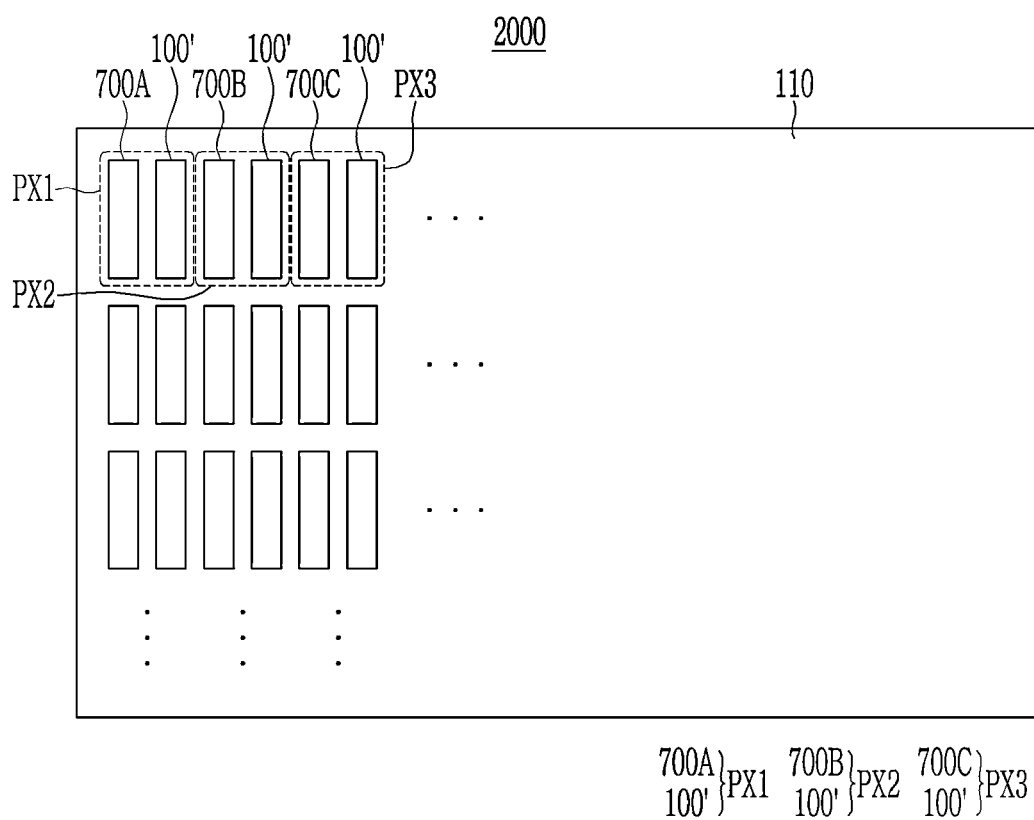 2000
100' 100' 100'
700A 700B 700C PX3 110
PX1
PX2
. . .
. . .
. . .
700A 100' }PX1 700B 100' }PX2 700C 100' }PX3